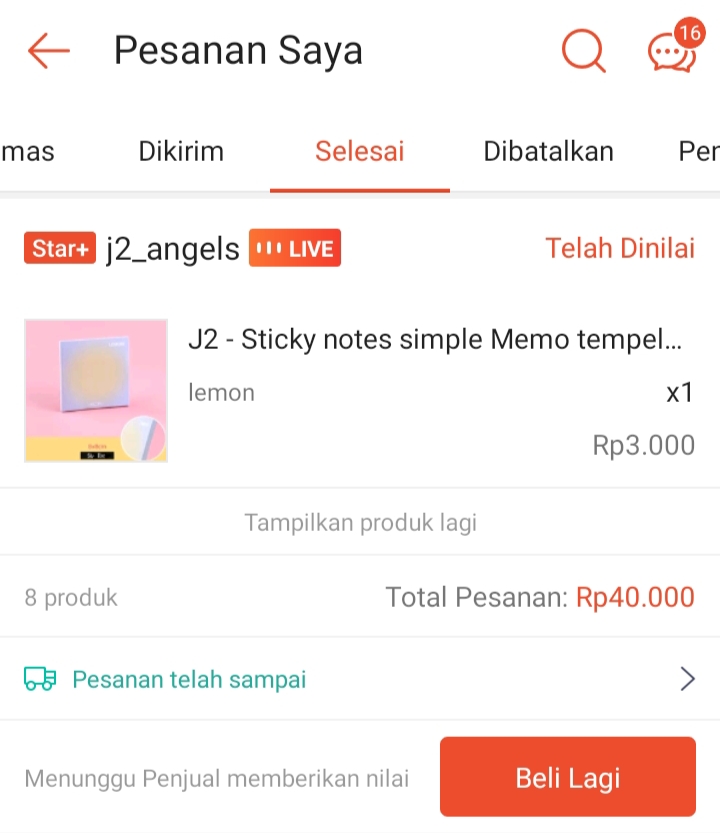 Pesanan Saya
16
mas Dikirim Selesai Dibatalkan Pen
Star+ j2_angels LIVE Telah Dinilai
J2 - Sticky notes simple Memo tempel...
lemon x1
Rp3.000
Tampilkan produk lagi
8 produk Total Pesanan: Rp40.000
Pesanan telah sampai
Menunggu Penjual memberikan nilai Beli Lagi